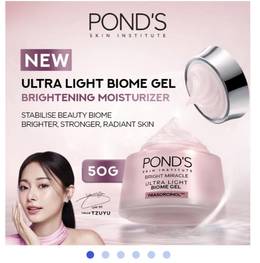 POND'S
SKIN INSTITUTE
NEW
ULTRA LIGHT BIOME GEL
BRIGHTENING MOISTURIZER
STABILISE BEAUTY BIOME
BRIGHTER, STRONGER, RADIANT SKIN
50G
TZUYU
POND'S
SKIN INSTITUTE
BRIGHT MIRACLE
ULTRA LIGHT
BIOME GEL